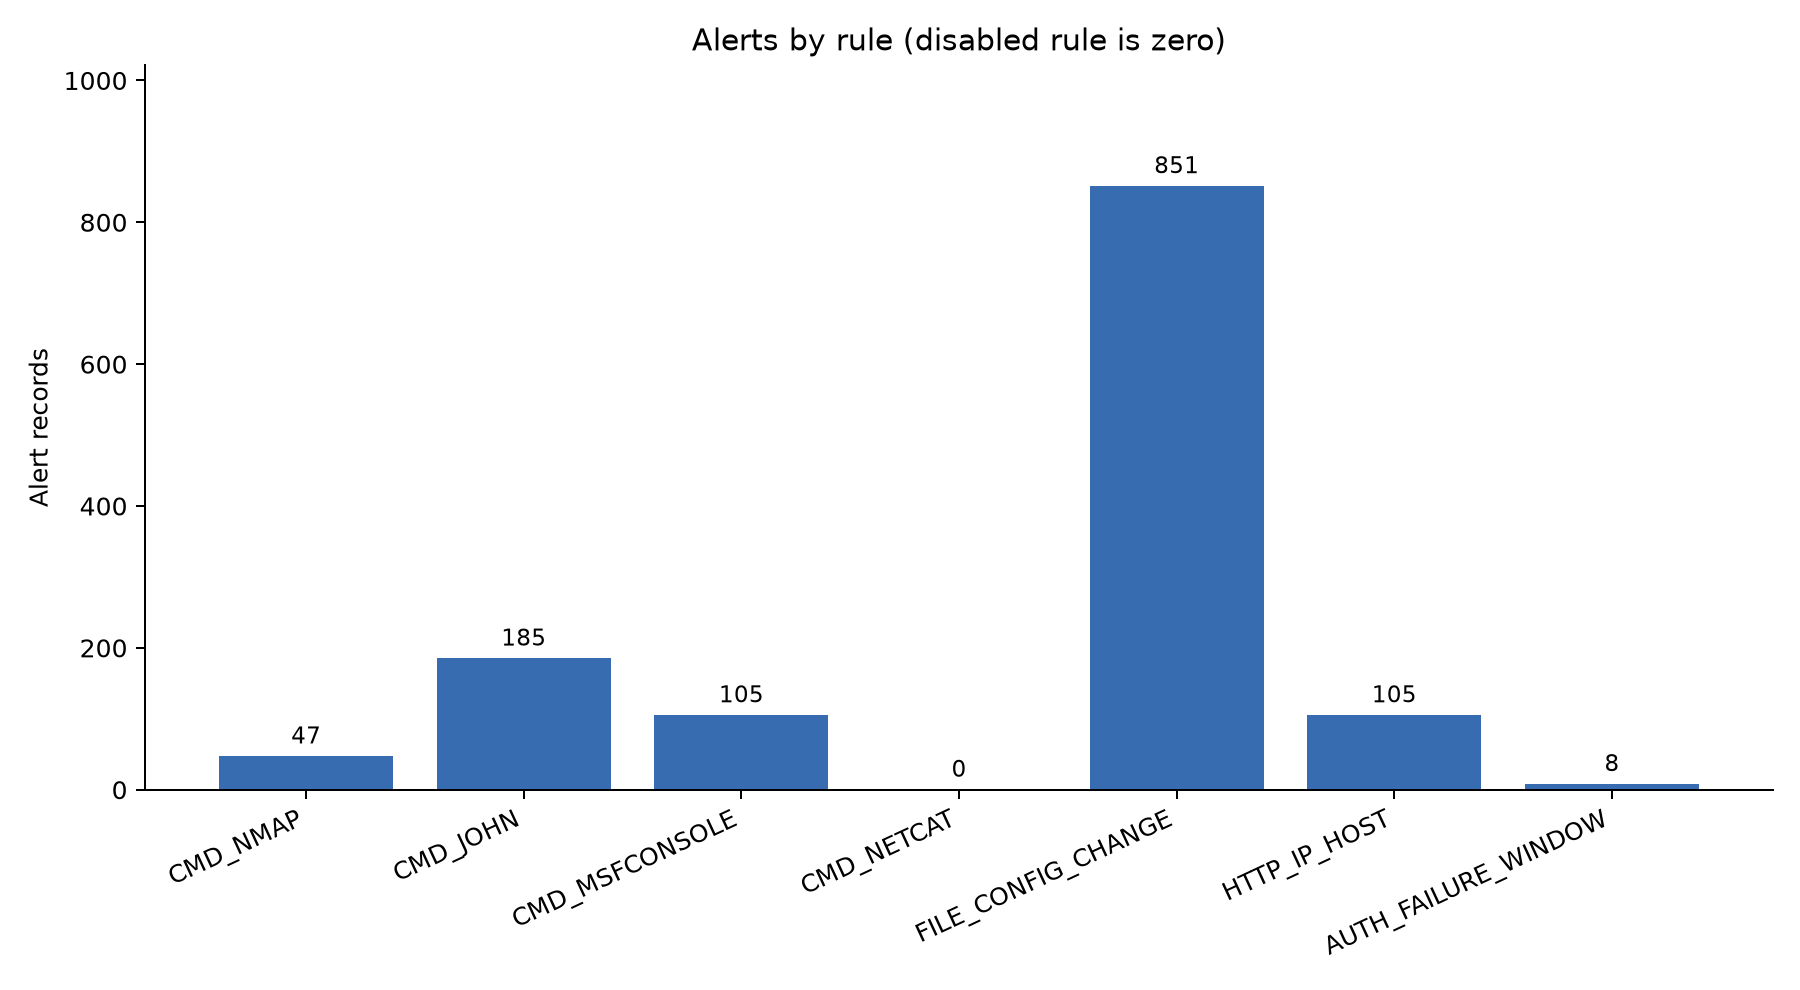 Alerts by rule (disabled rule is zero)
Alert records
1000
800
600
400
200
0
47
185
105
0
851
105
8
CMD_NMAP
CMD_JOHN
CMD_MSFCONSOLE
CMD_NETCAT
FILE_CONFIG_CHANGE
HTTP_IP_HOST
AUTH_FAILURE_WINDOW